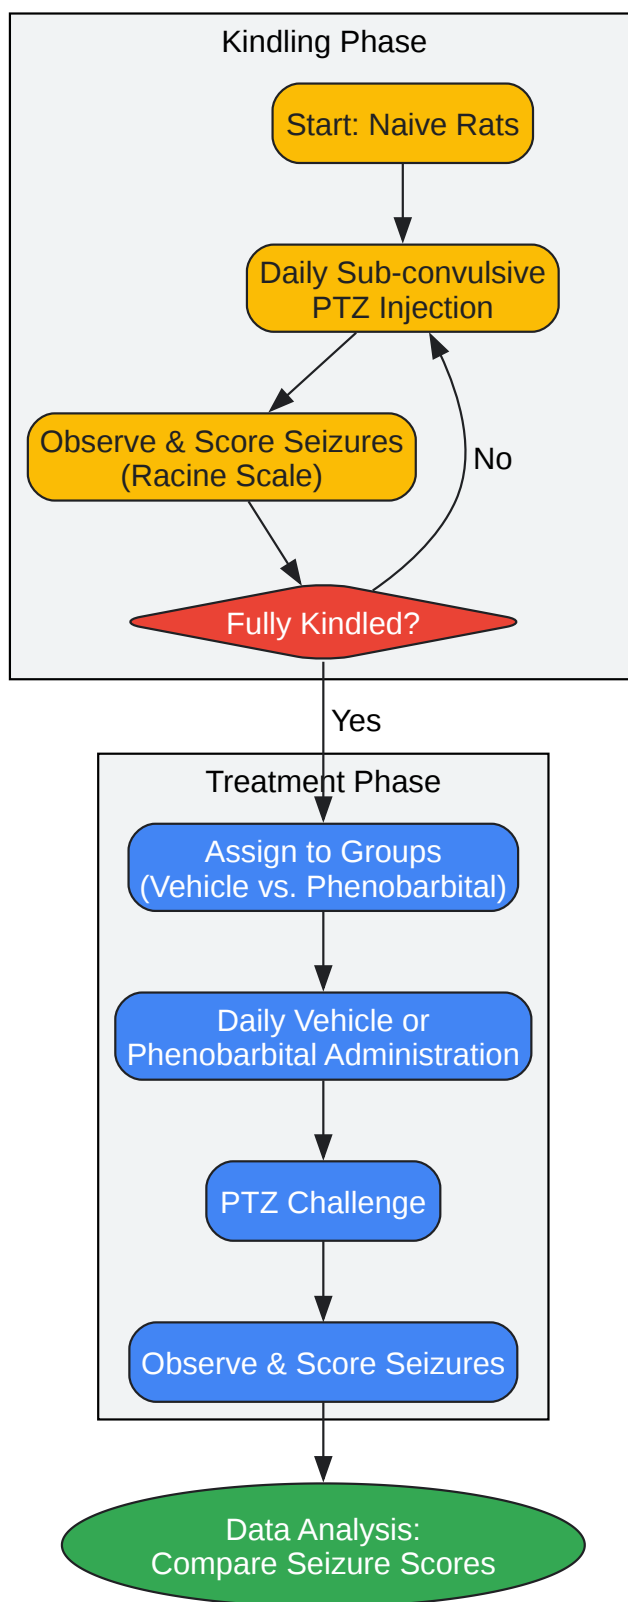 Kindling Phase
Start: Naive Rats
Daily Sub-convulsive
PTZ Injection
Observe & Score Seizures
(Racine Scale)
No
Fully Kindled?
Yes
Treatment Phase
Assign to Groups
(Vehicle vs. Phenobarbital)
Daily Vehicle or
Phenobarbital Administration
PTZ Challenge
Observe & Score Seizures
Data Analysis:
Compare Seizure Scores